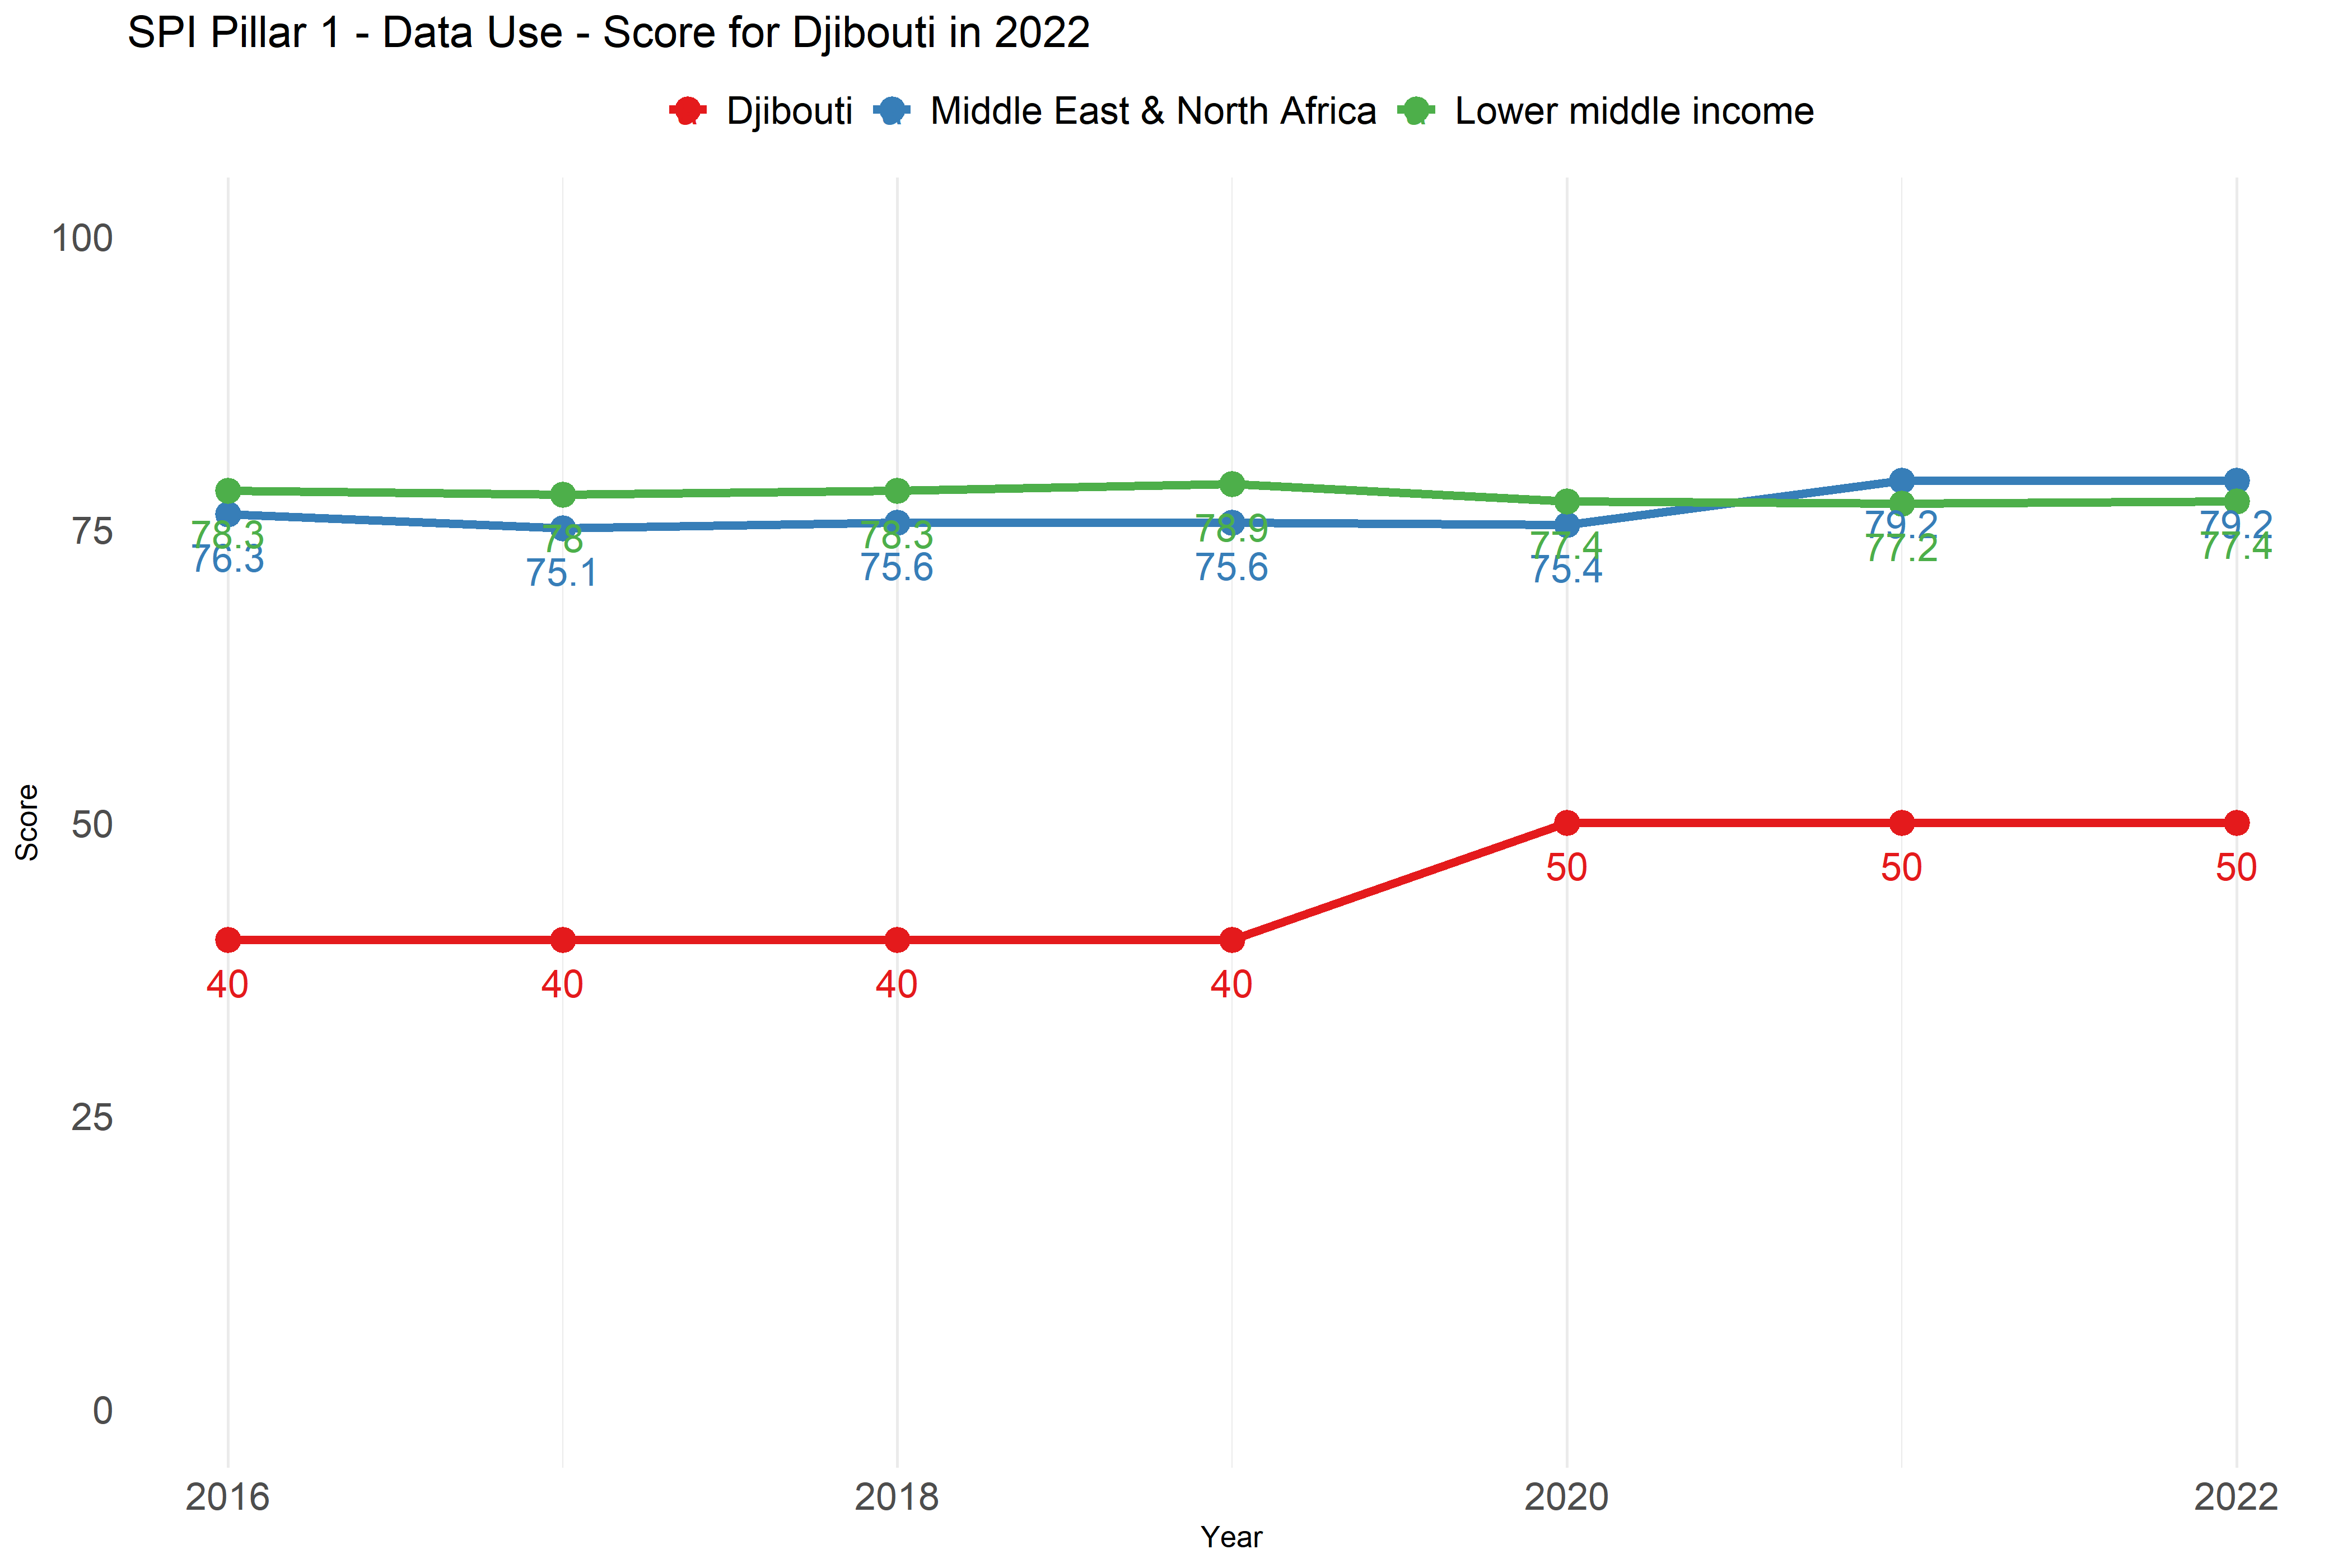 SPI Pillar 1 - Data Use - Score for Djibouti in 2022
Djibouti Middle East & North Africa Lower middle income
100
75
50
25
0
Score
78.3 78 78.3 78.9 77.4 79.2 79.2
76.3 75.1 75.6 75.6 75.4 77.2 77.4
50 50 50
40 40 40 40
2016 2018 2020 2022
Year